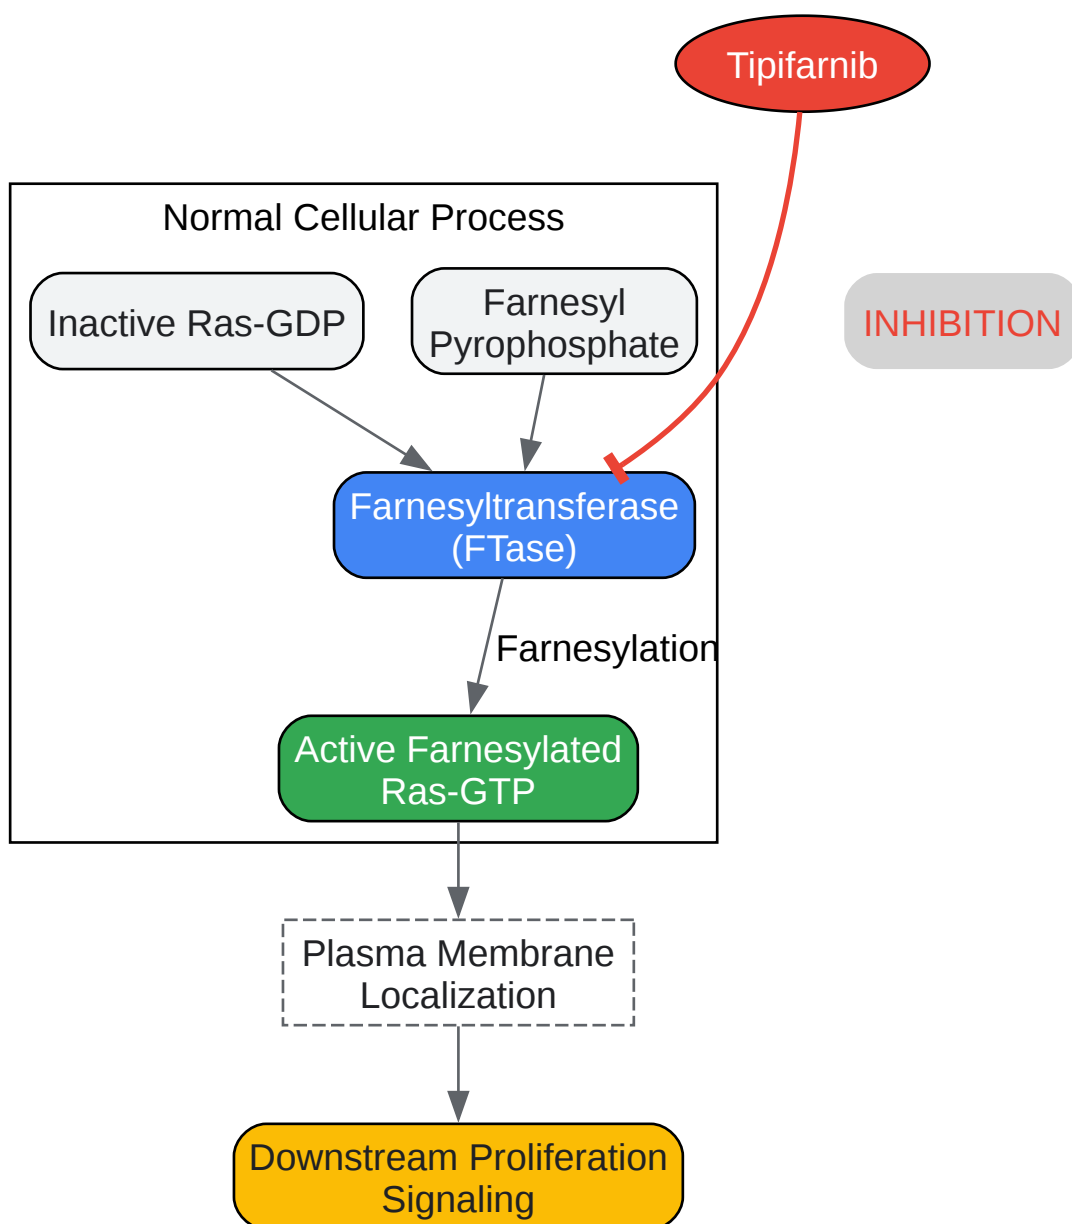 Tipifarnib
Normal Cellular Process
Inactive Ras-GDP
Farnesyl
Pyrophosphate
INHIBITION
Farnesyltransferase
(FTase)
Farnesylation
Active Farnesylated
Ras-GTP
Plasma Membrane
Localization
Downstream Proliferation
Signaling